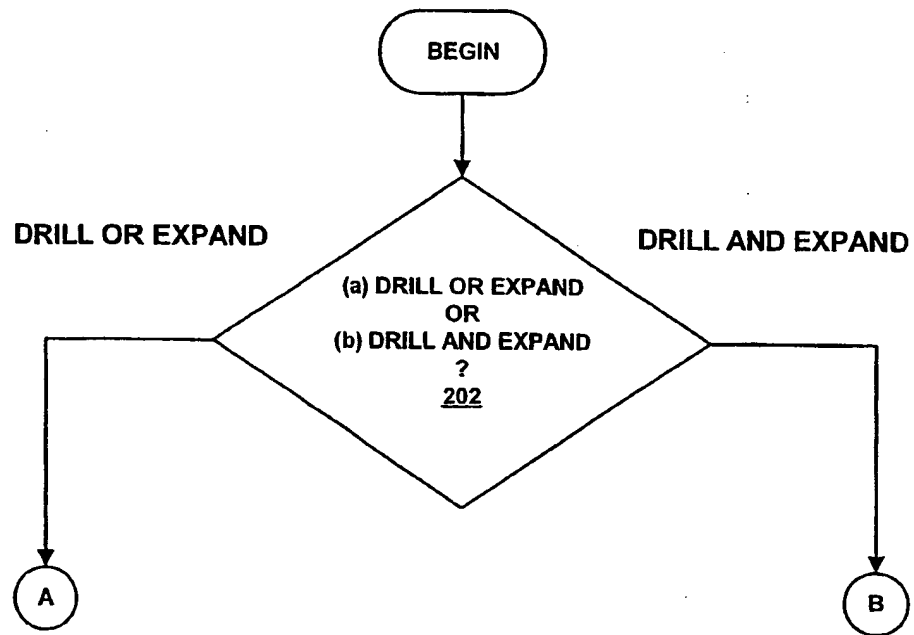 BEGIN
DRILL OR EXPAND
DRILL AND EXPAND
(a) DRILL OR EXPAND
OR
(b) DRILL AND EXPAND
?
202
A
B